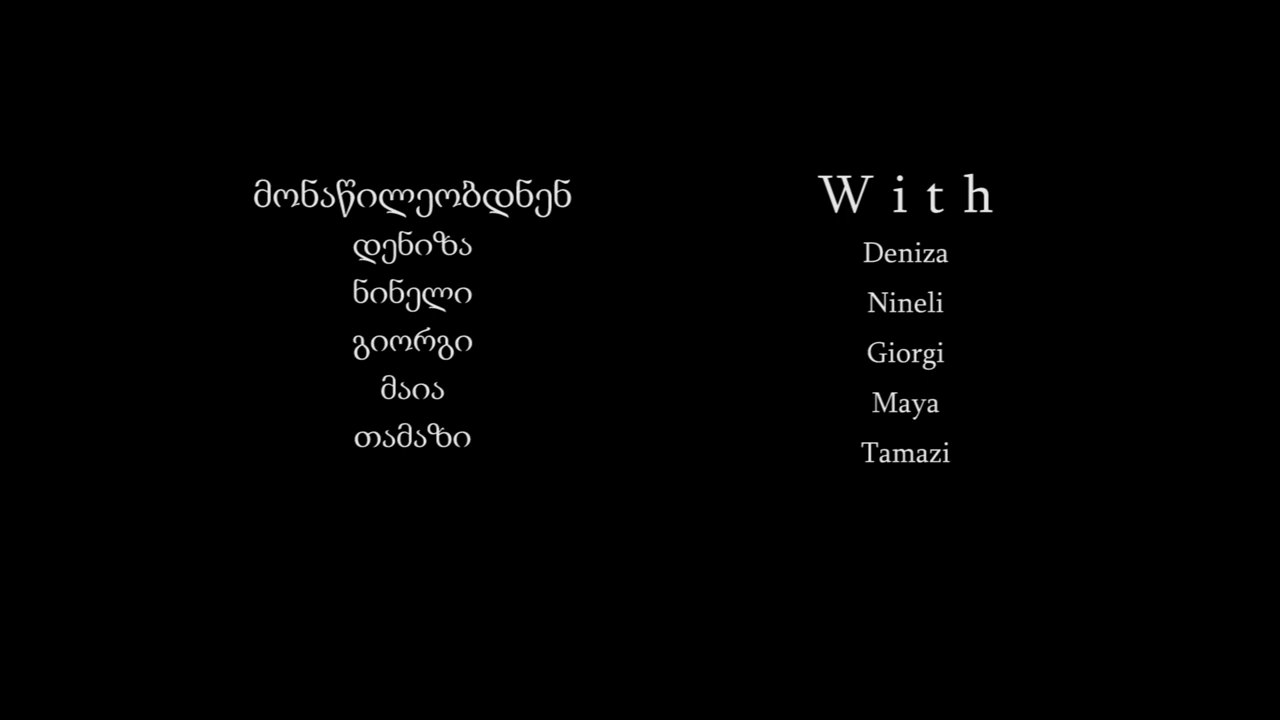 მონაწილეობდნენ
დენიზა
ნინელი
გიორგი
მაია
თამაზი
With
Deniza
Nineli
Giorgi
Maya
Tamazi